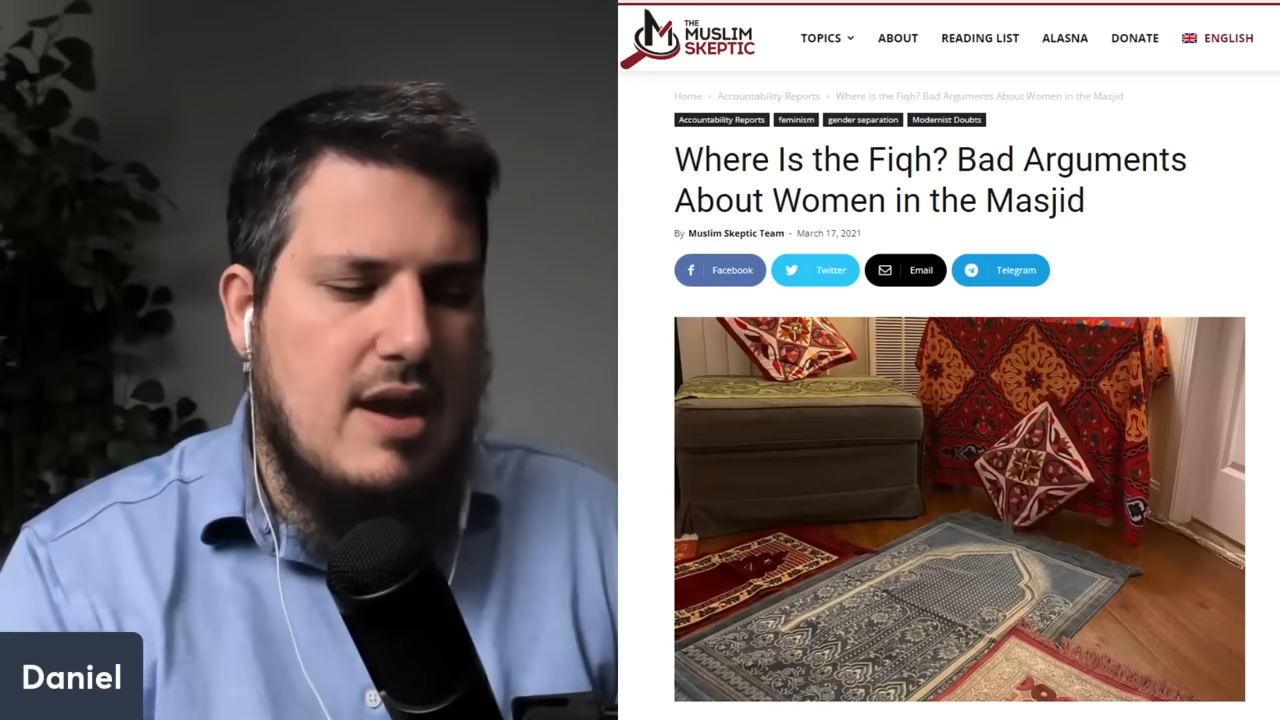 THE
MUSLIM
SKEPTIC
TOPICS ABOUT READING LIST ALASNA DONATE ENGLISH
Home › Accountability Reports › Where Is the Fiqh? Bad Arguments About Women in the Masjid
Accountability Reports feminism gender separation Modernist Doubts
Where Is the Fiqh? Bad Arguments
About Women in the Masjid
By Muslim Skeptic Team - March 17, 2021
Facebook Twitter Email Telegram
Daniel